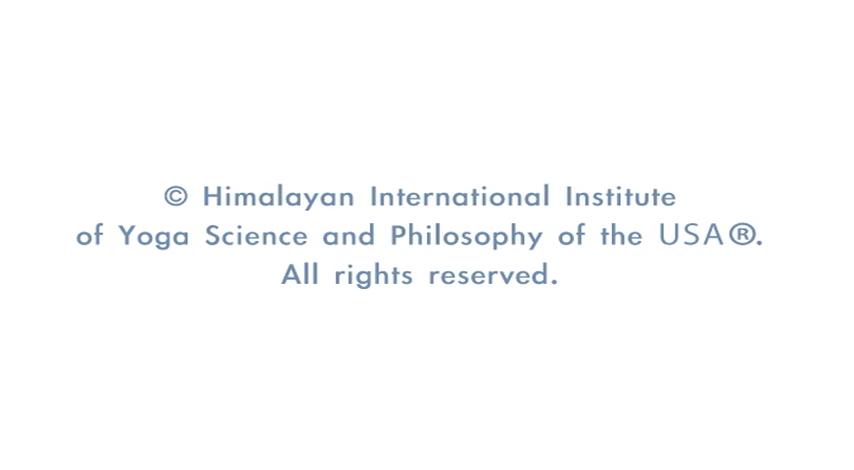 © Himalayan International Institute
of Yoga Science and Philosophy of the USA®.
All rights reserved.